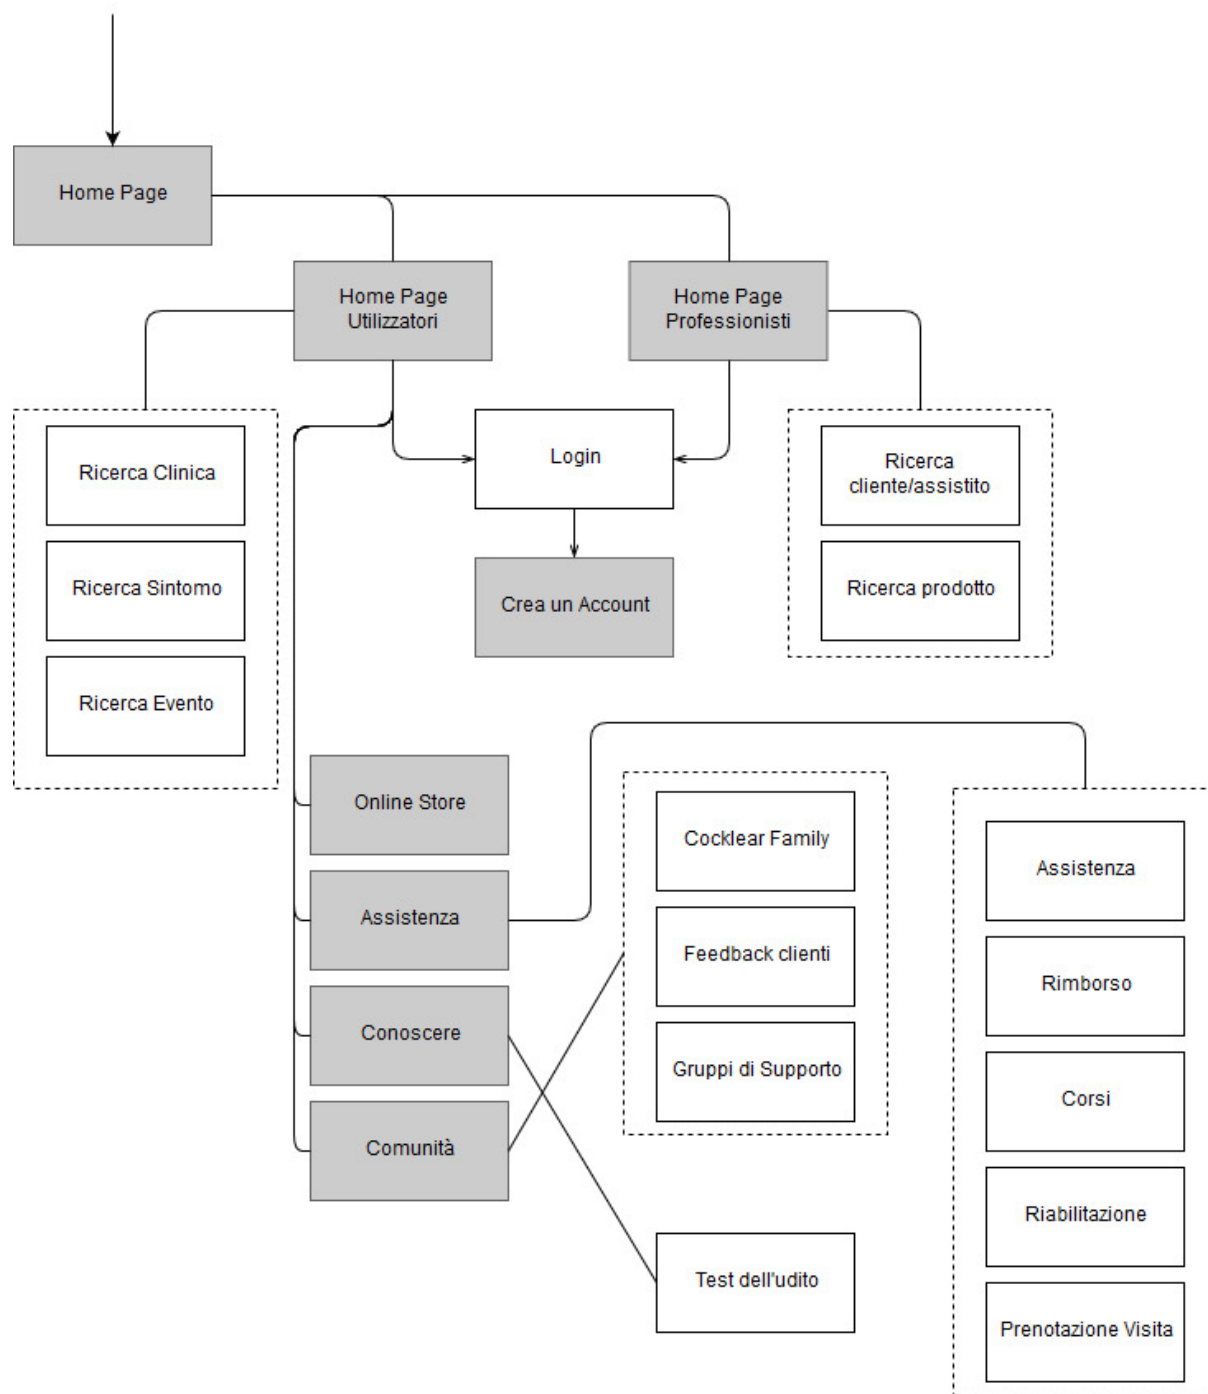 Home Page
Home Page
Utilizzatori
Home Page
Professionisti
Login
Crea un Account
Ricerca Clinica
Ricerca Sintomo
Ricerca Evento
Ricerca
cliente/assistito
Ricerca prodotto
Online Store
Assistenza
Conoscere
Comunità
Cocklear Family
Feedback clienti
Gruppi di Supporto
Test dell'udito
Assistenza
Rimborso
Corsi
Riabilitazione
Prenotazione Visita